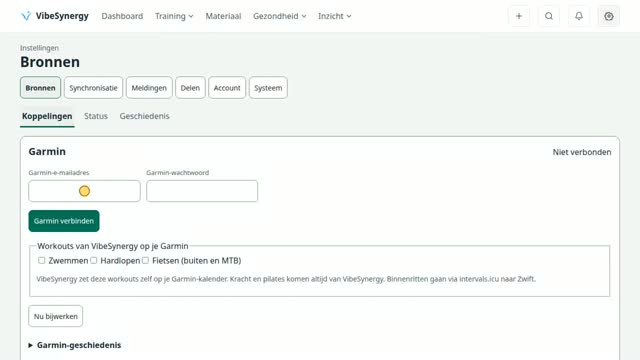 VibeSynergy Dashboard Training Materiaal Gezondheid Inzicht
Instellingen
Bronnen
Bronnen Synchronisatie Meldingen Delen Account Systeem
Koppelingen Status Geschiedenis
Garmin Niet verbonden
Garmin-e-mailadres Garmin-wachtwoord
Garmin verbinden
Workouts van VibeSynergy op je Garmin
Zwemmen Hardlopen Fietsen (buiten en MTB)
VibeSynergy zet deze workouts zelf op je Garmin-kalender. Kracht en pilates komen altijd van VibeSynergy. Binnenritten gaan via intervals.icu naar Zwift.
Nu bijwerken
Garmin-geschiedenis